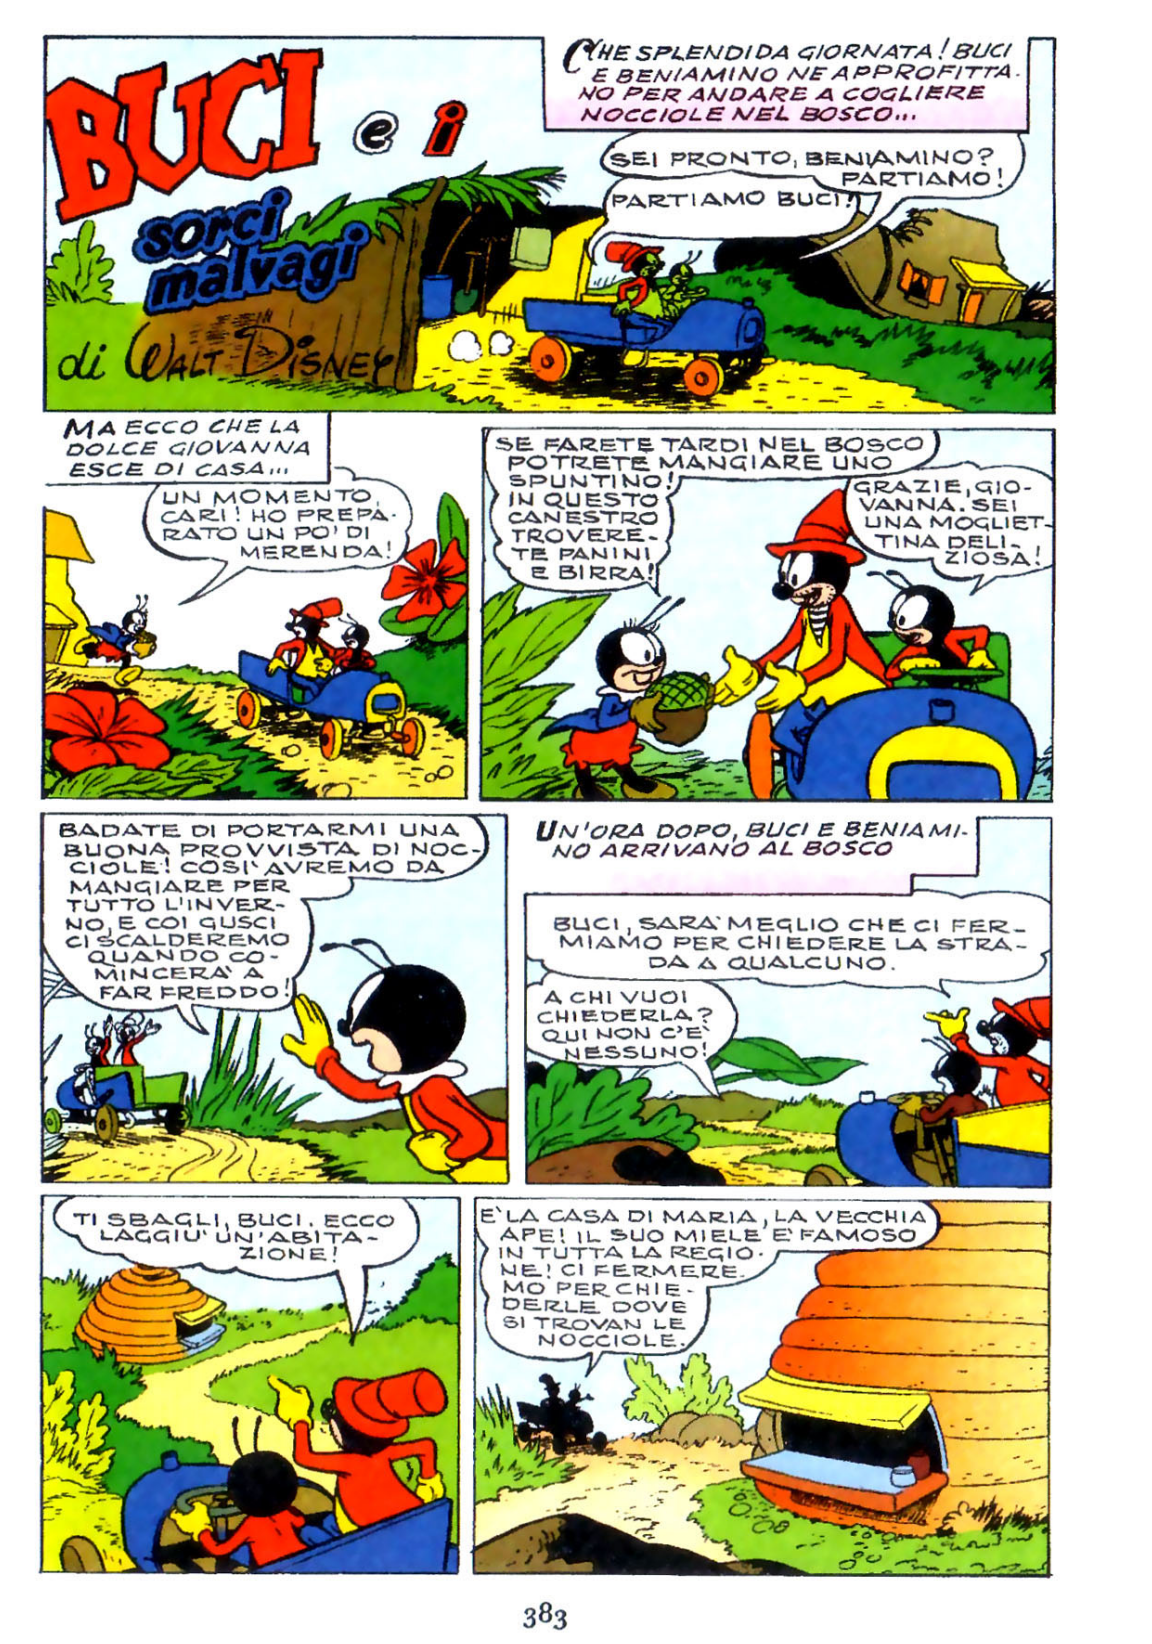 BUCI e i
sorci
malvagi
di WALT DISNEY
CHE SPLENDIDA GIORNATA! BUCI
E BENIAMINO NE APPROFITTA-
NO PER ANDARE A COGLIERE
NOCCIOLE NEL BOSCO...
SEI PRONTO, BENIAMINO?
PARTIAMO!
PARTIAMO BUCI!
MA ECCO CHE LA
DOLCE GIOVANNA
ESCE DI CASA...
UN MOMENTO,
CARI! HO PREPA-
RATO UN PO' DI
MERENDA!
SE FARETE TARDI NEL BOSCO
POTRETE MANGIARE UNO
SPUNTINO!
IN QUESTO
CANESTRO
TROVERE-
TE PANINI
E BIRRA!
GRAZIE, GIO-
VANNA. SEI
UNA MOGLIET-
TINA DELI-
ZIOSA!
BADATE DI PORTARMI UNA
BUONA PROVVISTA DI NOC-
CIOLE! COSI' AVREMO DA
MANGIARE PER
TUTTO L'INVER-
NO, E COI GUSCI
CI SCALDEREMO
QUANDO CO-
MINCERA' A
FAR FREDDO!
UN'ORA DOPO, BUCI E BENIAMI-
NO ARRIVANO AL BOSCO
BUCI, SARA' MEGLIO CHE CI FER-
MIAMO PER CHIEDERE LA STRA-
DA A QUALCUNO.
A CHI VUOI
CHIEDERLA?
QUI NON C'E'
NESSUNO!
TI SBAGLI, BUCI. ECCO
LAGGIU' UN'ABITA-
ZIONE!
E' LA CASA DI MARIA, LA VECCHIA
APE! IL SUO MIELE E' FAMOSO
IN TUTTA LA REGIO-
NE! CI FERMERE-
MO PER CHIE-
DERLE DOVE
SI TROVAN LE
NOCCIOLE.
383